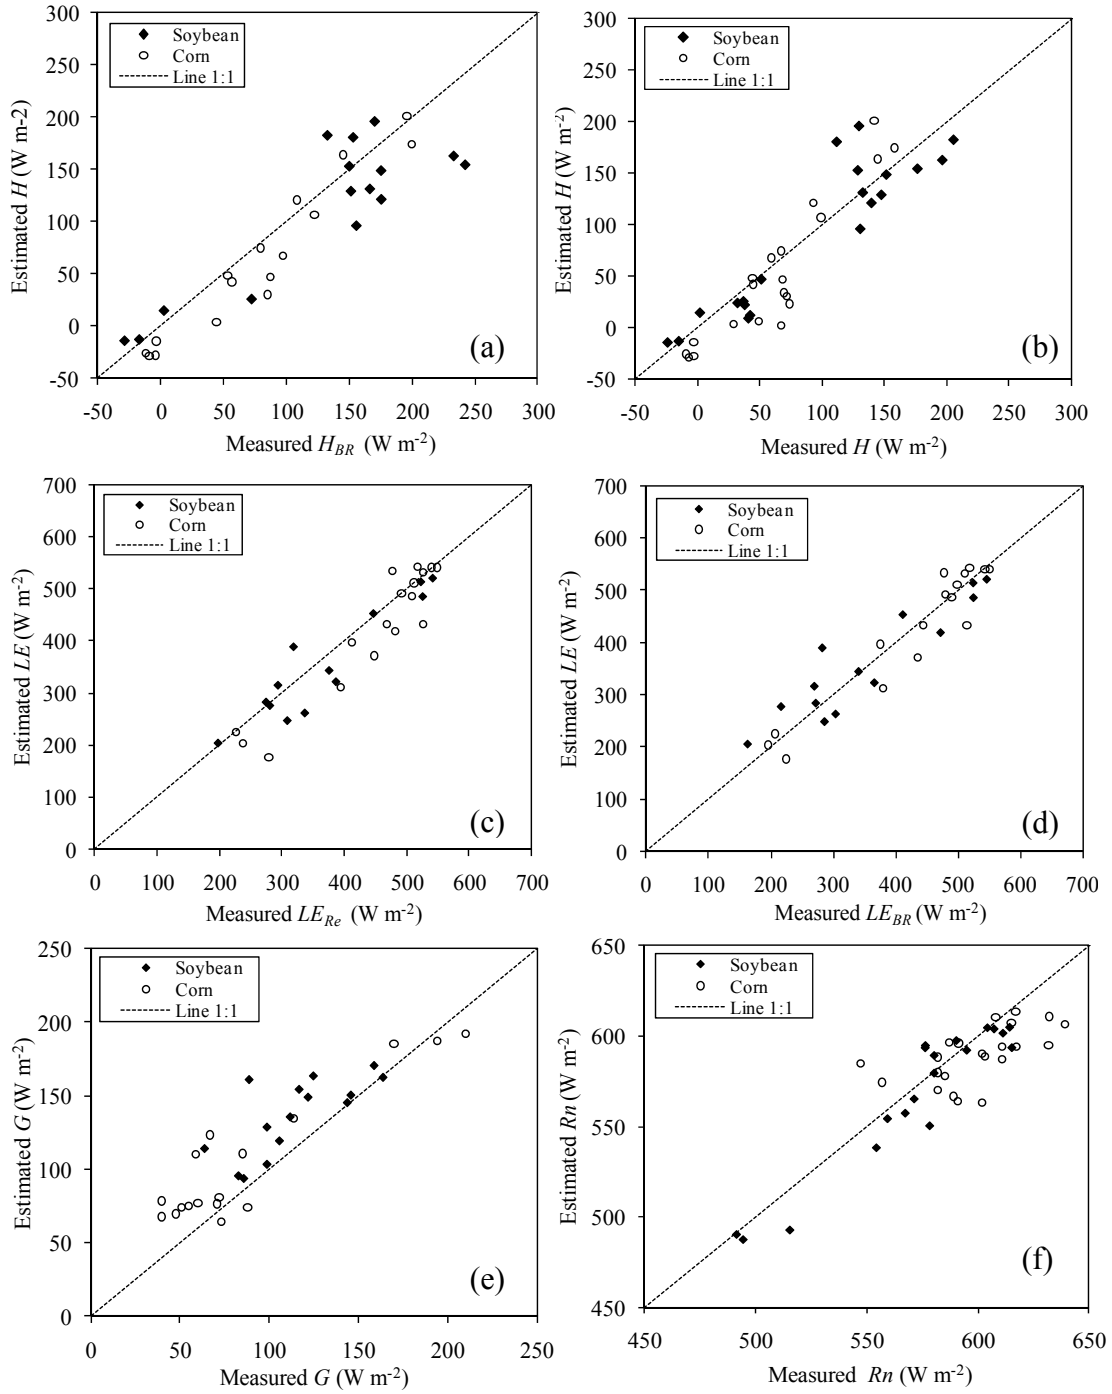 300
250
200
150
100
50
0
-50
Estimated H (W m-2)
Soybean
Corn
Line 1:1
(a)
-50 0 50 100 150 200 250 300
Measured H_BR (W m⁻²)
300
250
200
150
100
50
0
-50
Estimated H (W m⁻²)
Soybean
Corn
Line 1:1
(b)
-50 0 50 100 150 200 250 300
Measured H (W m⁻²)
700
600
500
400
300
200
100
0
Estimated LE (W m⁻²)
Soybean
Corn
Line 1:1
(c)
0 100 200 300 400 500 600 700
Measured LE_Re (W m⁻²)
700
600
500
400
300
200
100
0
Estimated LE (W m⁻²)
Soybean
Corn
Line 1:1
(d)
0 100 200 300 400 500 600 700
Measured LE_BR (W m⁻²)
250
200
150
100
50
0
Estimated G (W m⁻²)
Soybean
Corn
Line 1:1
(e)
0 50 100 150 200 250
Measured G (W m⁻²)
650
600
550
500
450
Estimated Rn (W m⁻²)
Soybean
Corn
Line 1:1
(f)
450 500 550 600 650
Measured Rn (W m⁻²)